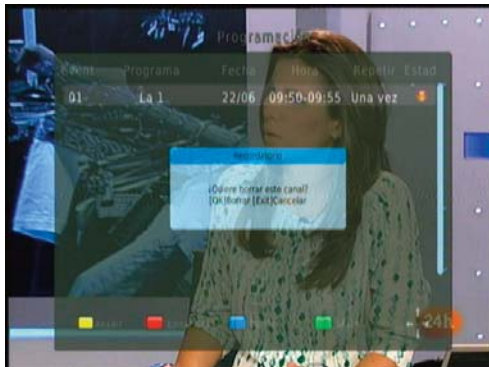 Programación
Event Programa Fecha Hora Repetir Estad
01- La 1 22/06 09:50-09:55 Una vez
¿Quiere borrar este canal?
[OK]Borrar [Exit]Cancelar
24h